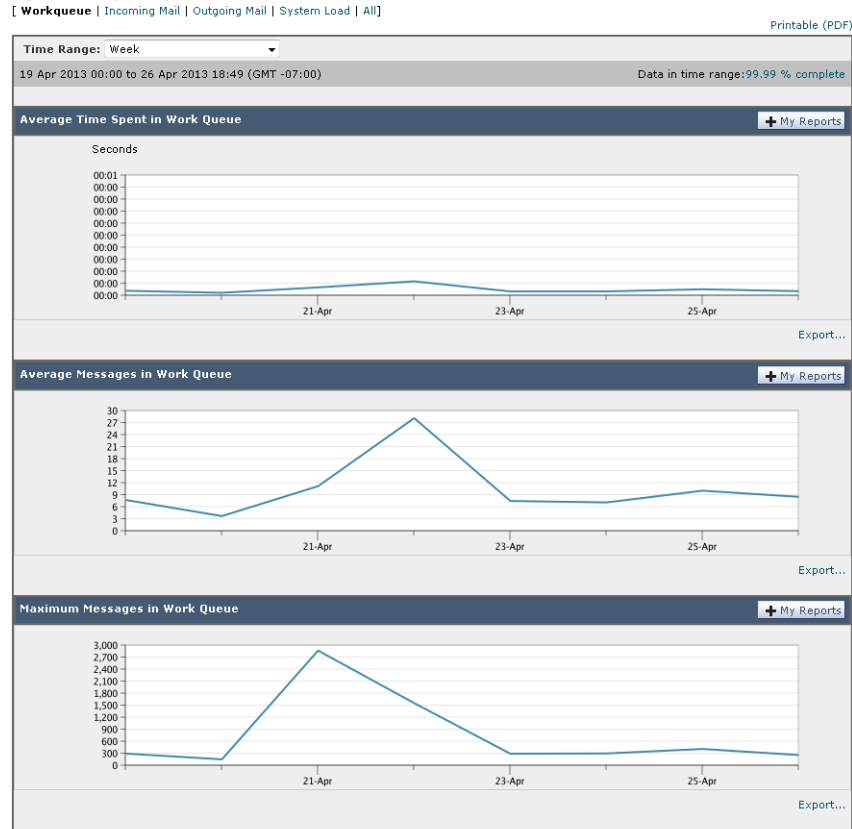 [ Workqueue | Incoming Mail | Outgoing Mail | System Load | All]
Printable (PDF)
Time Range: Week
19 Apr 2013 00:00 to 26 Apr 2013 18:49 (GMT -07:00) Data in time range:99.99 % complete
Average Time Spent in Work Queue My Reports
Seconds
00:01
00:00
00:00
00:00
00:00
00:00
00:00
00:00
00:00
00:00
00:00
21-Apr 23-Apr 25-Apr
Export...
Average Messages in Work Queue My Reports
30
27
24
21
18
15
12
9
6
3
0
21-Apr 23-Apr 25-Apr
Export...
Maximum Messages in Work Queue My Reports
3,000
2,700
2,400
2,100
1,800
1,500
1,200
900
600
300
0
21-Apr 23-Apr 25-Apr
Export...